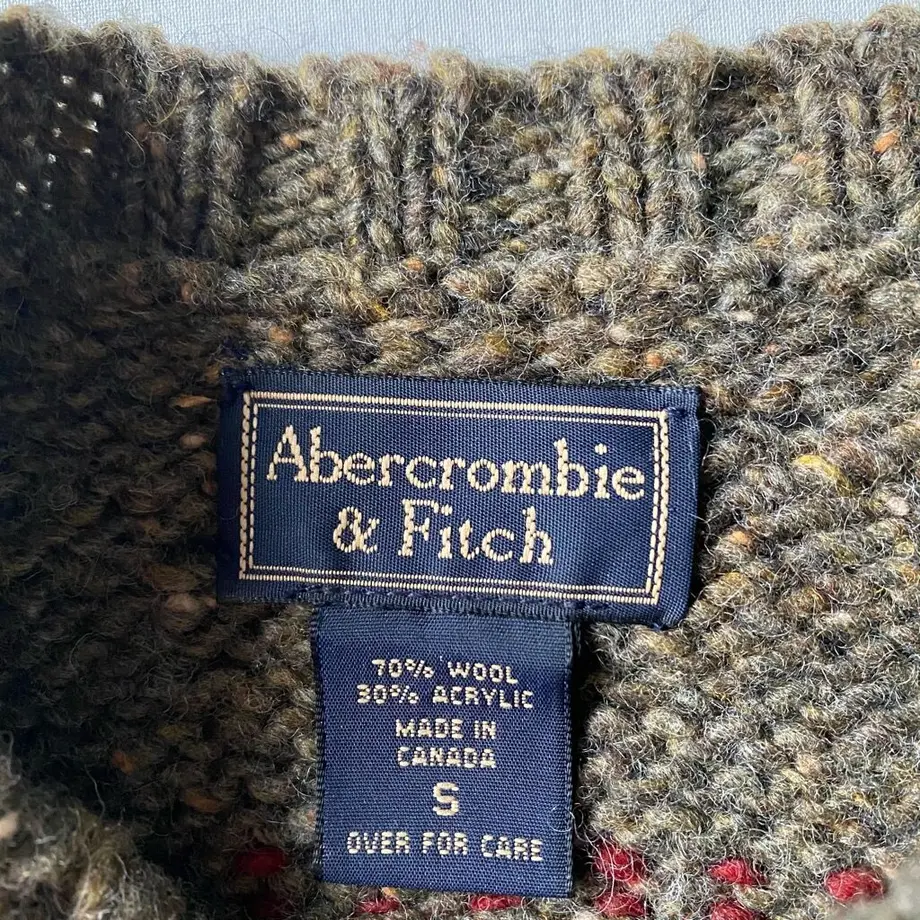 Abercrombie
& Fitch
70% WOOL
30% ACRYLIC
MADE IN
CANADA
S
OVER FOR CARE